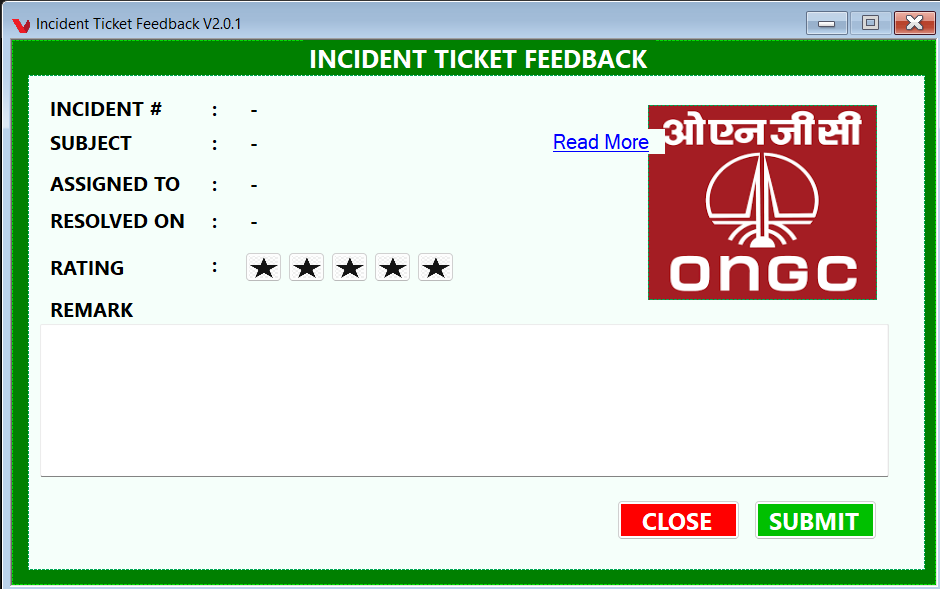 Incident Ticket Feedback V2.0.1
INCIDENT TICKET FEEDBACK
INCIDENT # : -
SUBJECT : - Read More
ASSIGNED TO : -
RESOLVED ON : -
RATING : ★ ★ ★ ★ ★
ओएनजीसी
ONGC
REMARK
CLOSE SUBMIT